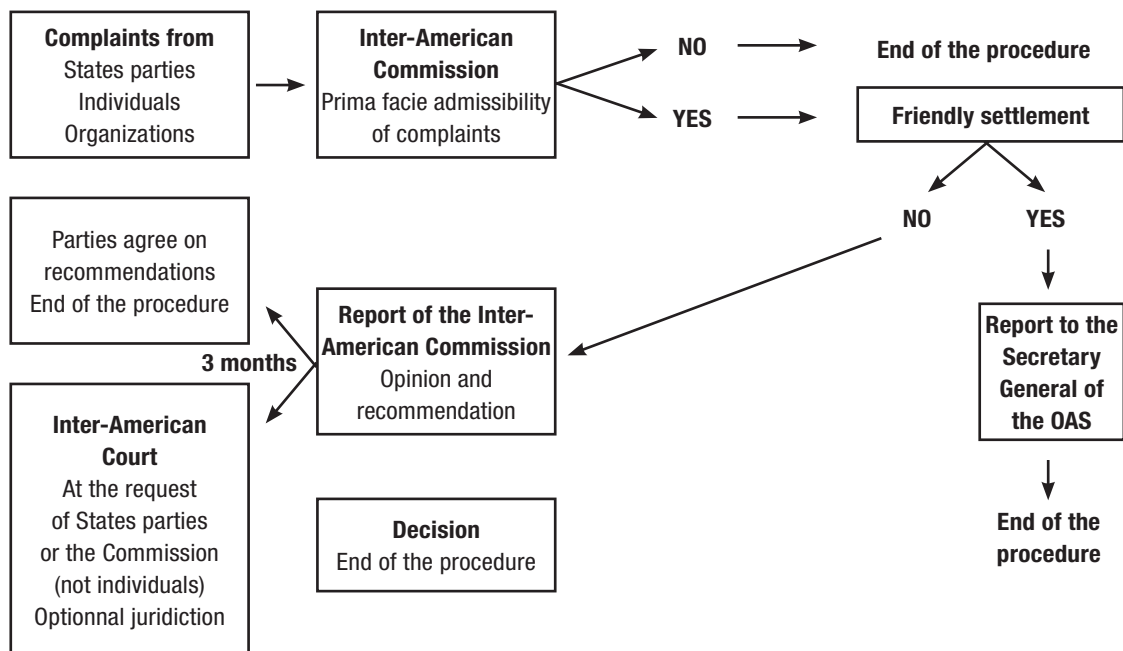 Complaints from
States parties
Individuals
Organizations
Inter-American
Commission
Prima facie admissibility
of complaints
NO
End of the procedure
YES
Friendly settlement
NO
YES
Parties agree on
recommendations
End of the procedure
3 months
Report of the Inter-
American Commission
Opinion and
recommendation
Report to the
Secretary
General of
the OAS
Inter-American
Court
At the request
of States parties
or the Commission
(not individuals)
Optionnal juridiction
Decision
End of the procedure
End of the
procedure